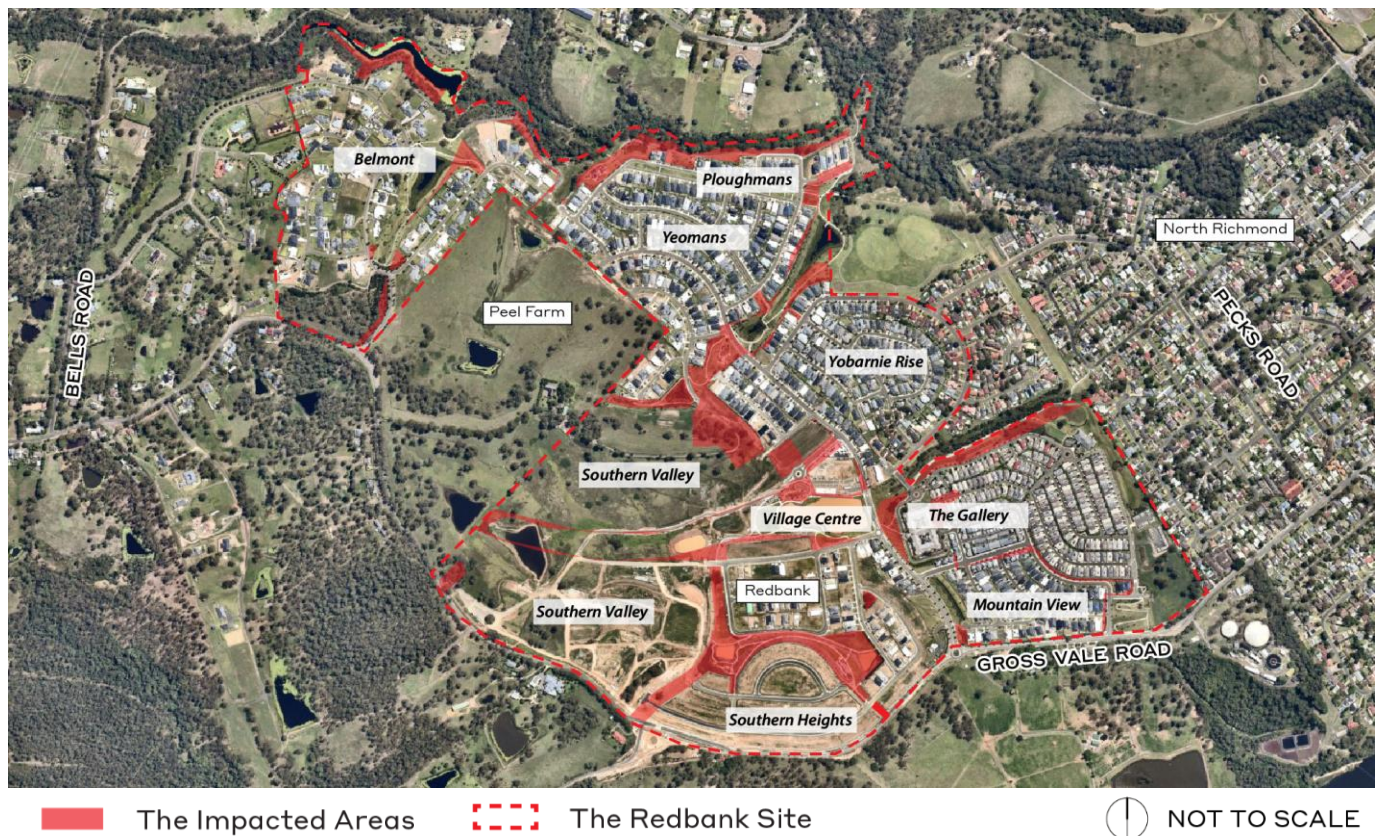 Belmont
Ploughmans
Yeomans
North Richmond
PECKS ROAD
BELLS ROAD
Peel Farm
Yobarnie Rise
Southern Valley
Village Centre
The Gallery
Redbank
Southern Valley
Mountain View
GROSS VALE ROAD
Southern Heights
The Impacted Areas
The Redbank Site
NOT TO SCALE